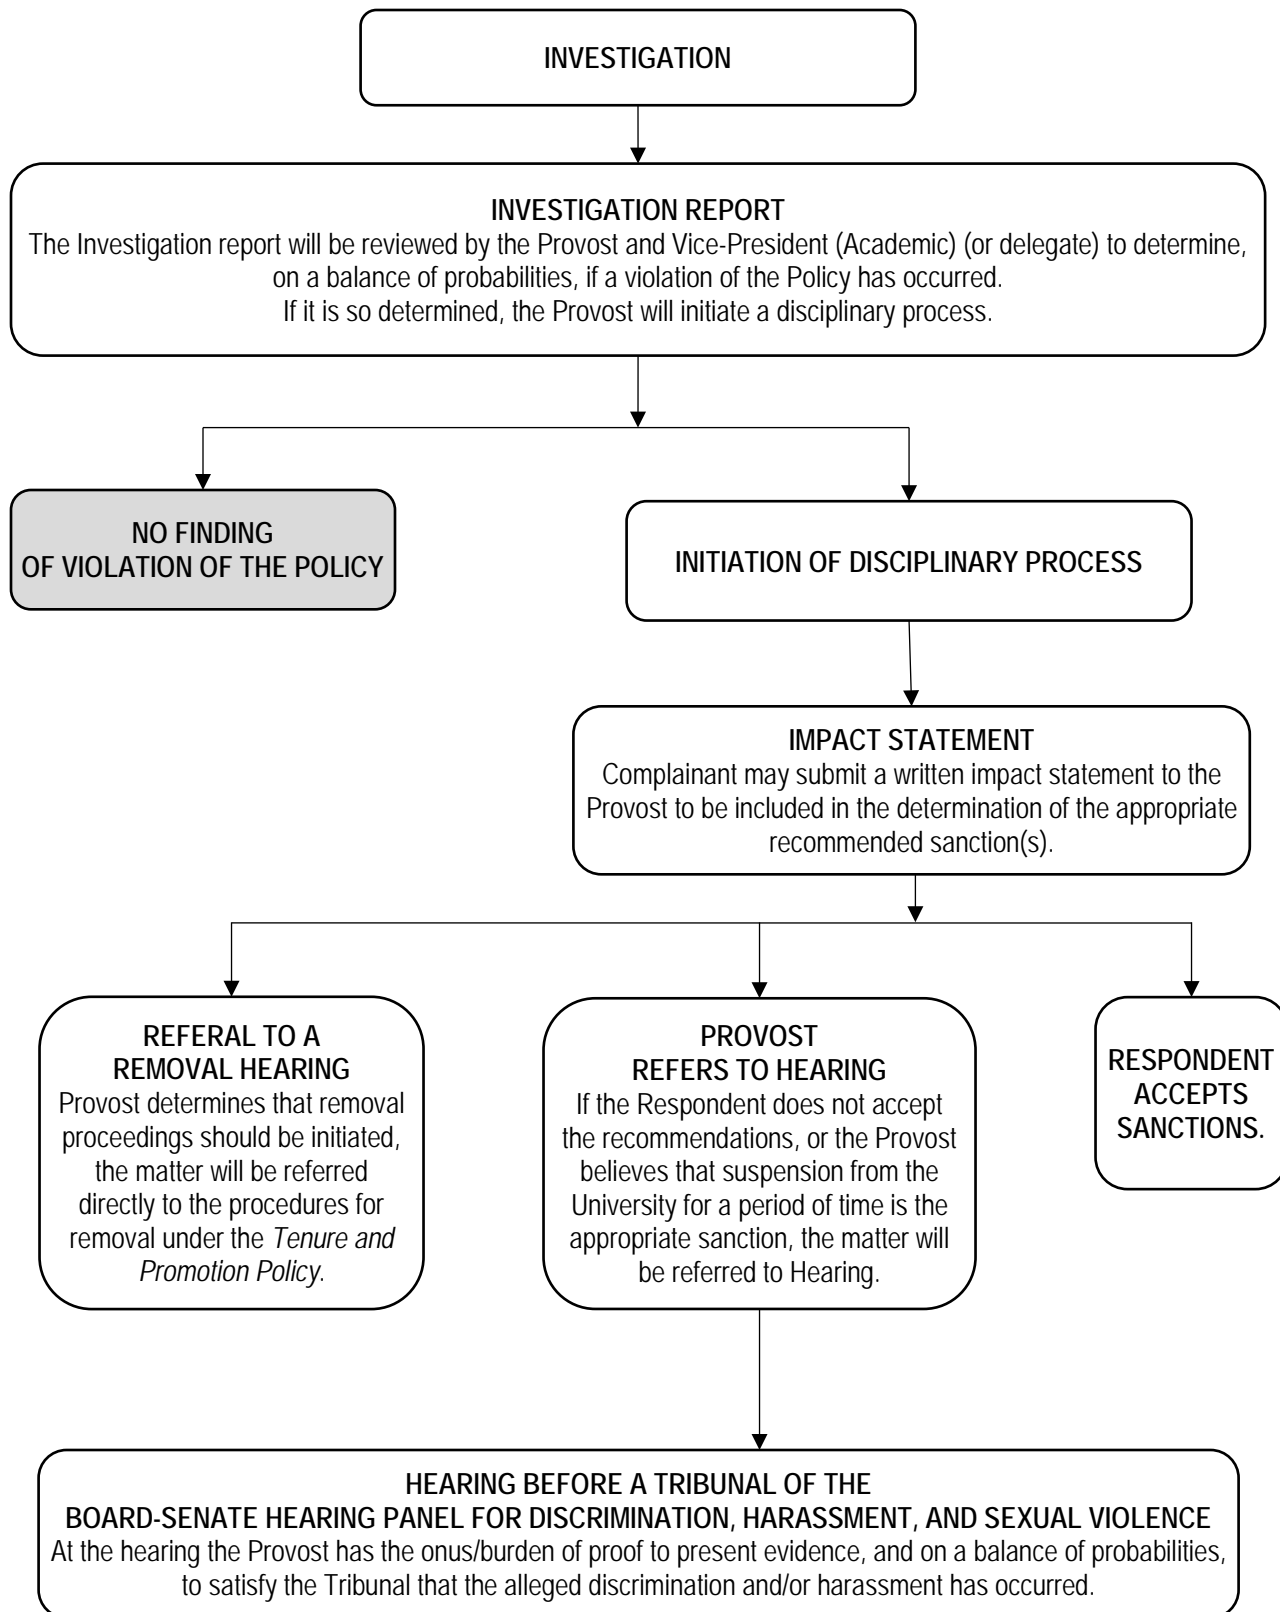 INVESTIGATION
INVESTIGATION REPORT
The Investigation report will be reviewed by the Provost and Vice-President (Academic) (or delegate) to determine,
on a balance of probabilities, if a violation of the Policy has occurred.
If it is so determined, the Provost will initiate a disciplinary process.
NO FINDING
OF VIOLATION OF THE POLICY
INITIATION OF DISCIPLINARY PROCESS
IMPACT STATEMENT
Complainant may submit a written impact statement to the
Provost to be included in the determination of the appropriate
recommended sanction(s).
REFERAL TO A
REMOVAL HEARING
Provost determines that removal
proceedings should be initiated,
the matter will be referred
directly to the procedures for
removal under the Tenure and
Promotion Policy.
PROVOST
REFERS TO HEARING
If the Respondent does not accept
the recommendations, or the Provost
believes that suspension from the
University for a period of time is the
appropriate sanction, the matter will
be referred to Hearing.
RESPONDENT
ACCEPTS
SANCTIONS.
HEARING BEFORE A TRIBUNAL OF THE
BOARD-SENATE HEARING PANEL FOR DISCRIMINATION, HARASSMENT, AND SEXUAL VIOLENCE
At the hearing the Provost has the onus/burden of proof to present evidence, and on a balance of probabilities,
to satisfy the Tribunal that the alleged discrimination and/or harassment has occurred.